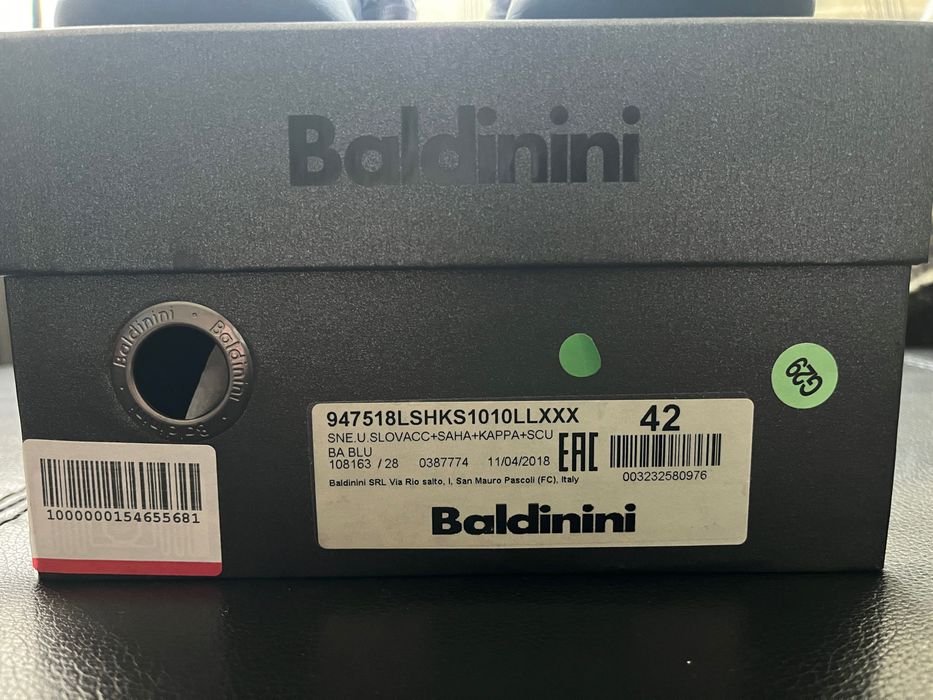 Baldinini
Baldinini
Baldinini
G29
947518LSHKS1010LLXXX
42
SNE.U.SLOVACC+SAHA+KAPPA+SCU
BA BLU
EAC
108163 / 28 0387774 11/04/2018
003232580976
Baldinini SRL Via Rio salto, I, San Mauro Pascoli (FC), Italy
Baldinini
1000000154655681